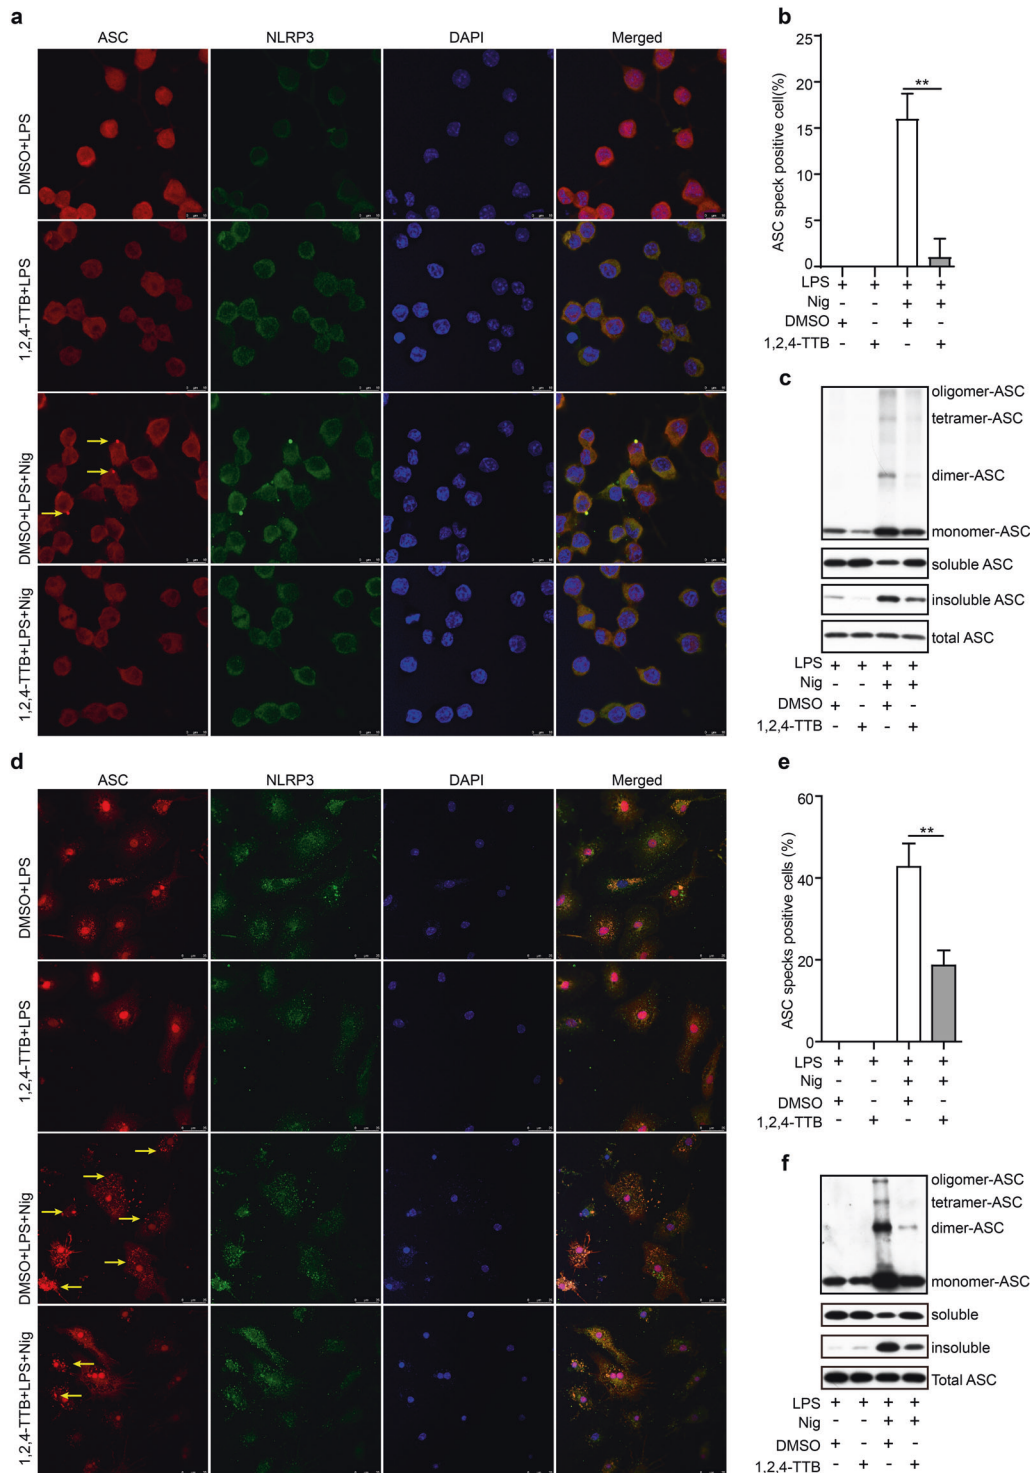 a
ASC NLRP3 DAPI Merged
DMSO+LPS
1,2,4-TTB+LPS
DMSO+LPS+Nig
1,2,4-TTB+LPS+Nig
b
ASC speck positive cell(%)
25
20
15
10
5
0
**
LPS + + + +
Nig - - + +
DMSO + - + -
1,2,4-TTB - + - +
c
oligomer-ASC
tetramer-ASC
dimer-ASC
monomer-ASC
soluble ASC
insoluble ASC
total ASC
LPS + + + +
Nig - - + +
DMSO + - + -
1,2,4-TTB - + - +
d
ASC NLRP3 DAPI Merged
DMSO+LPS
1,2,4-TTB+LPS
DMSO+LPS+Nig
1,2,4-TTB+LPS+Nig
e
ASC specks positive cells (%)
60
40
20
0
**
LPS + + + +
Nig - - + +
DMSO + - + -
1,2,4-TTB - + - +
f
oligomer-ASC
tetramer-ASC
dimer-ASC
monomer-ASC
soluble
insoluble
Total ASC
LPS + + + +
Nig - - + +
DMSO + - + -
1,2,4-TTB - + - +